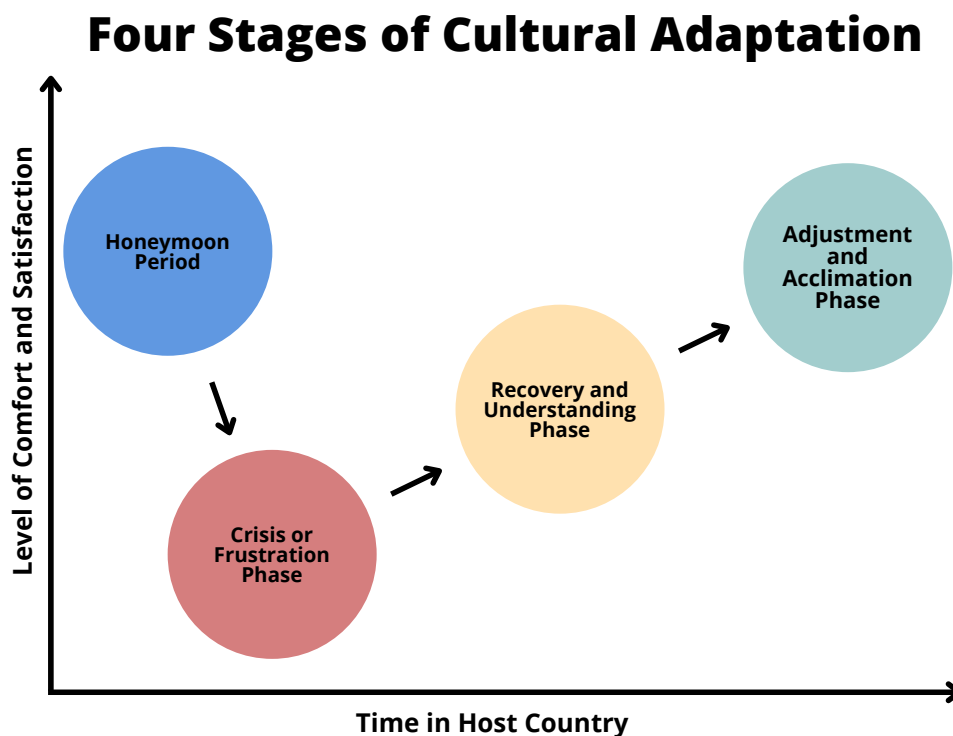 Four Stages of Cultural Adaptation
Level of Comfort and Satisfaction
Honeymoon
Period
Crisis or
Frustration
Phase
Recovery and
Understanding
Phase
Adjustment
and
Acclimation
Phase
Time in Host Country